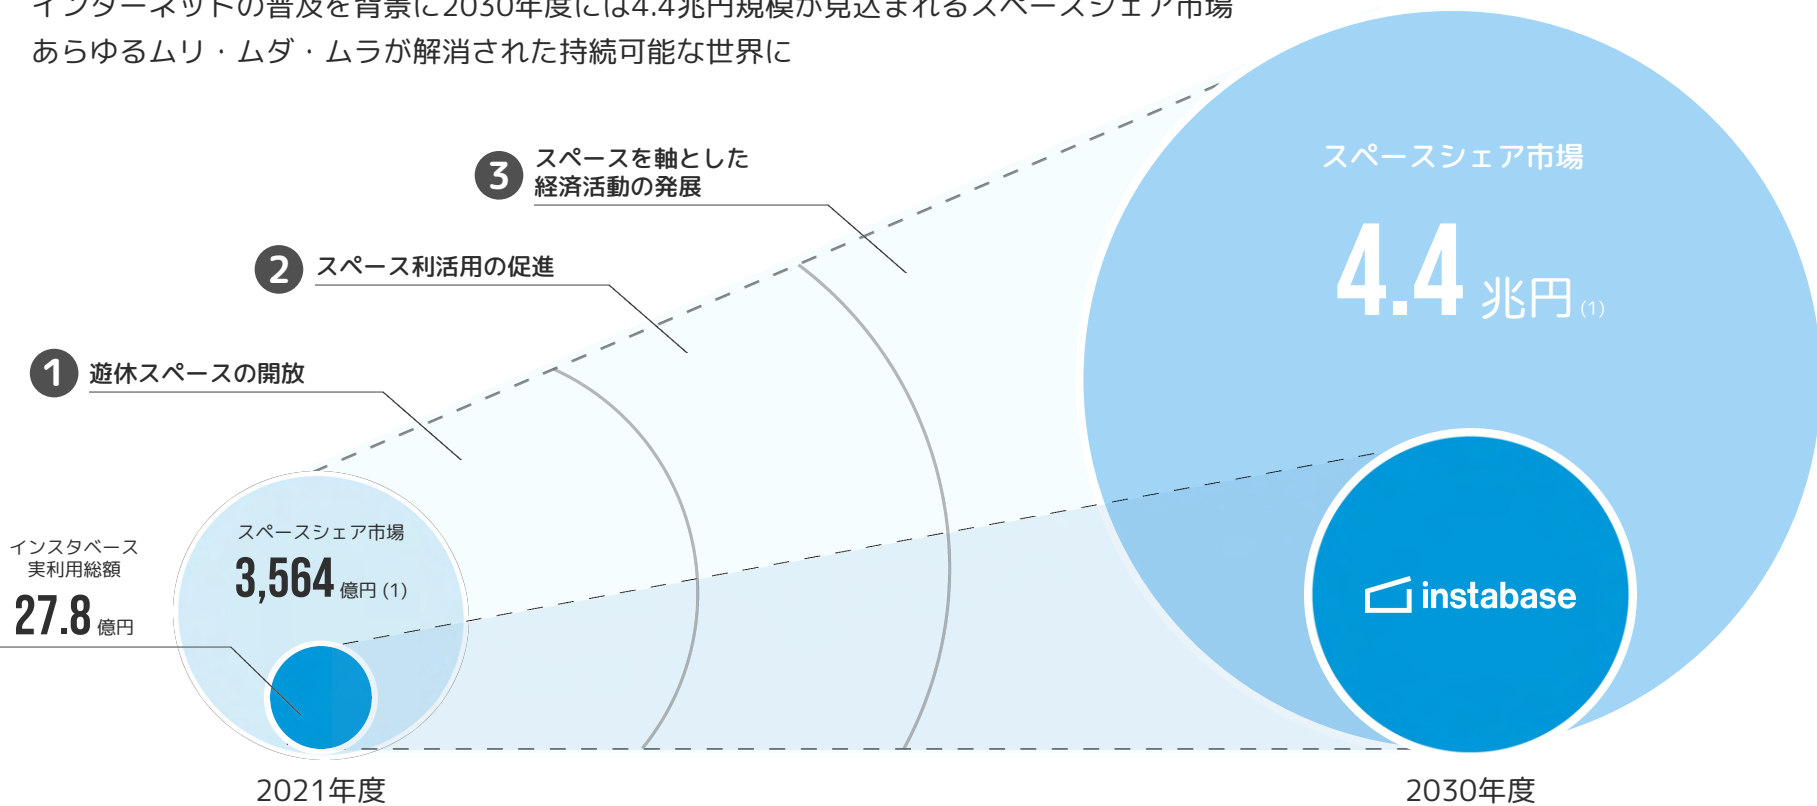 インターネットの普及を背景に2030年度には4.4兆円規模が見込まれるスペースシェア市場
あらゆるムリ・ムダ・ムラが解消された持続可能な世界に
3 スペースを軸とした
経済活動の発展
2 スペース利活用の促進
1 遊休スペースの開放
スペースシェア市場
4.4 兆円 (1)
スペースシェア市場
3,564 億円 (1)
インスタベース
実利用総額
27.8 億円
instabase
2021年度
2030年度